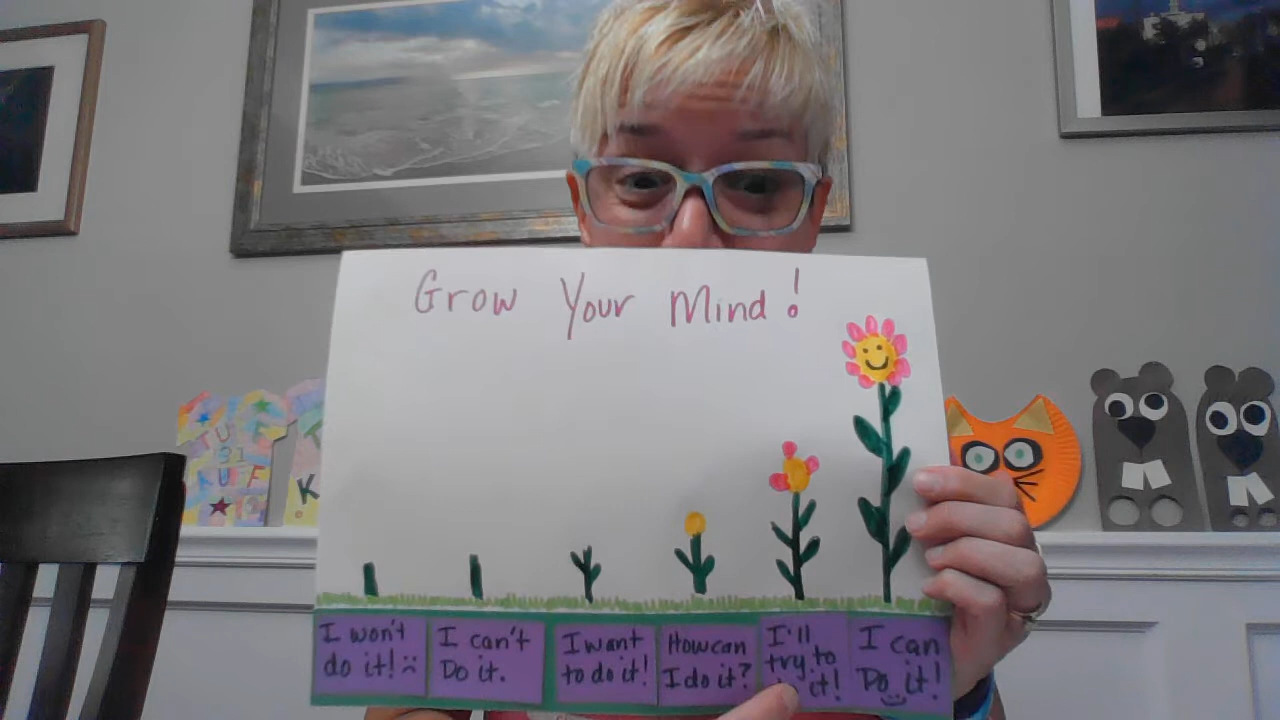 Grow Your Mind!
I won't
do it!
I can't
Do it.
I want
to do it!
How can
I do it?
I'll
try to
it!
I can
Do it!
K